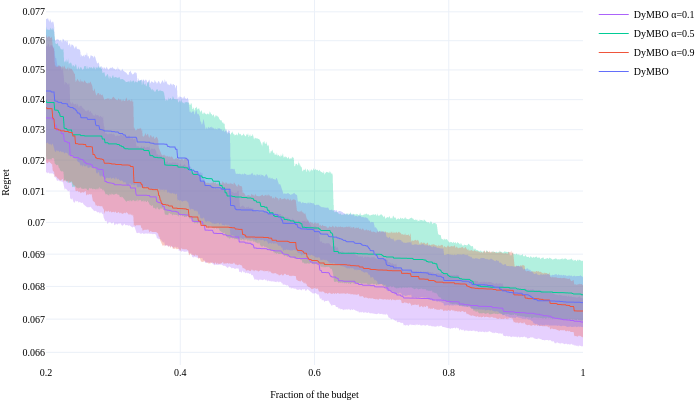 0.077
0.076
0.075
0.074
0.073
0.072
0.071
0.07
0.069
0.068
0.067
0.066
Regret
0.2
0.4
0.6
0.8
1
Fraction of the budget
DyMBO α=0.1
DyMBO α=0.5
DyMBO α=0.9
DyMBO